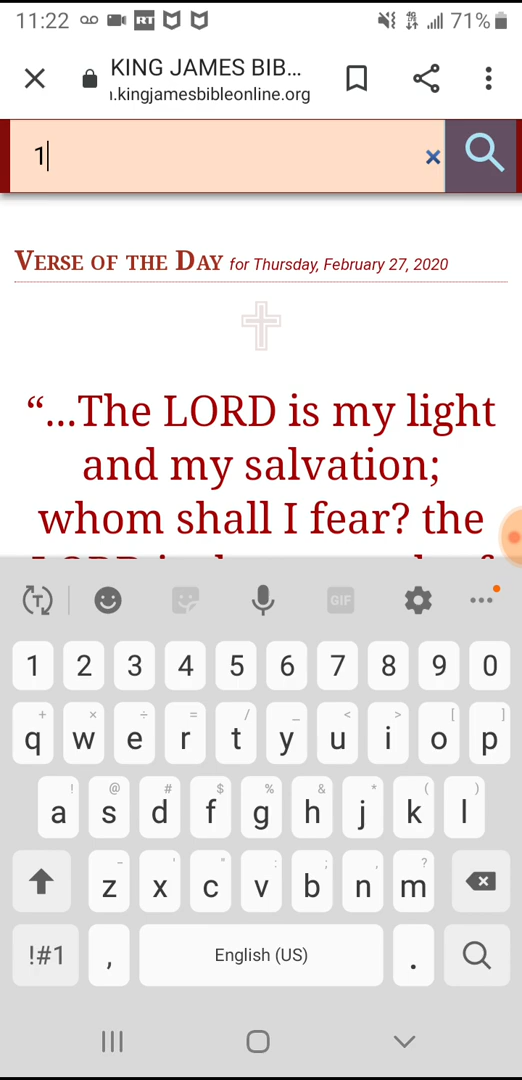 11:22 RT 71%
KING JAMES BIB...
ı.kingjamesbibleonline.org
1 ×
VERSE OF THE DAY for Thursday, February 27, 2020
“...The LORD is my light
and my salvation;
whom shall I fear? the
T GIF ...
1 2 3 4 5 6 7 8 9 0
+ × ÷ = / _ < > [ ]
q w e r t y u i o p
! @ # $ % & * ( )
a s d f g h j k l
- ' " : ; , ?
z x c v b n m
!#1 , English (US) .